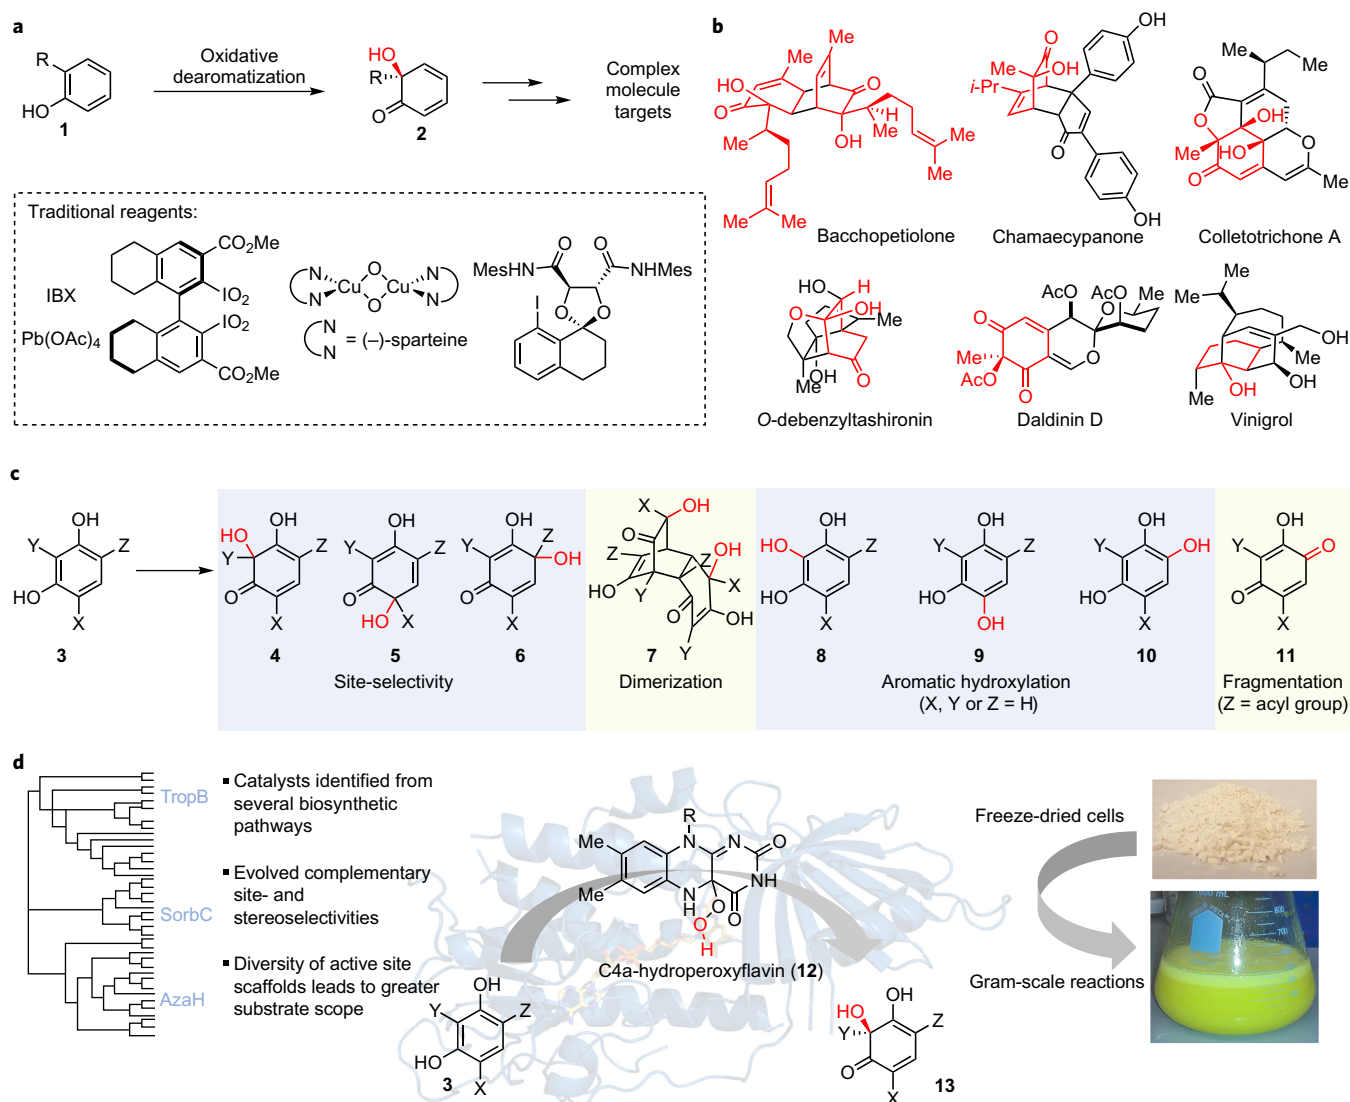 a
R
HO
1
Oxidative
dearomatization
HO
R
O
2
Complex
molecule
targets
Traditional reagents:
IBX
Pb(OAc)4
CO2Me
IO2
IO2
CO2Me
N
N
Cu
O
O
Cu
N
N
N
N
= (–)-sparteine
O
O
MesHN
NHMes
I
O
O
b
Me
Me
HO
O
O
Me
H
Me
OH
Me
Me
Me
Me
Bacchopetiolone
OH
O
Me
OH
i-Pr
O
OH
Chamaecypanone
Me
Me
O
O
OH
Me
HO
O
O
Me
Colletotrichone A
HO
H
O
OH
O
Me
OH
Me
O
O-debenzyltashironin
AcO
AcO
Me
O
O
O
Me
AcO
O
O
Daldinin D
Me
Me
OH
Me
OH
OH
Me
Vinigrol
c
OH
Y
Z
HO
X
3
HO
OH
Y
Z
O
X
4
OH
Y
Z
O
HO
X
5
OH
Y
Z
OH
O
X
6
Site-selectivity
X
OH
O
Z
Z
OH
X
HO
Y
O
OH
Y
7
Dimerization
OH
HO
Z
HO
X
8
OH
Y
Z
HO
OH
9
OH
Y
OH
HO
X
10
Aromatic hydroxylation
(X, Y or Z = H)
OH
Y
O
O
X
11
Fragmentation
(Z = acyl group)
d
TropB
SorbC
AzaH
▪ Catalysts identified from
several biosynthetic
pathways
▪ Evolved complementary
site- and
stereoselectivities
▪ Diversity of active site
scaffolds leads to greater
substrate scope
R
Me
N
N
O
Me
NH
N
H
O
O
O
H
C4a-hydroperoxyflavin (12)
OH
Y
Z
HO
X
3
HO
OH
Y
Z
O
X
13
Freeze-dried cells
Gram-scale reactions
800
700